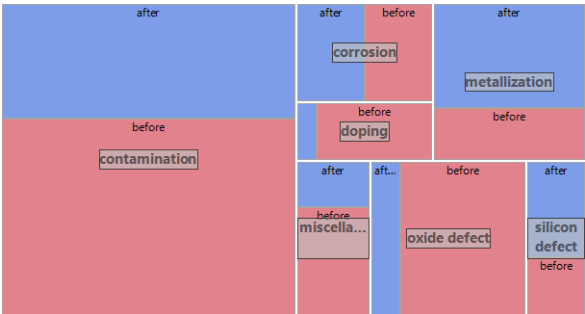 after
before
contamination
after
before
corrosion
before
doping
after
metallization
before
after
before
miscella...
aft...
before
oxide defect
after
silicon
defect
before